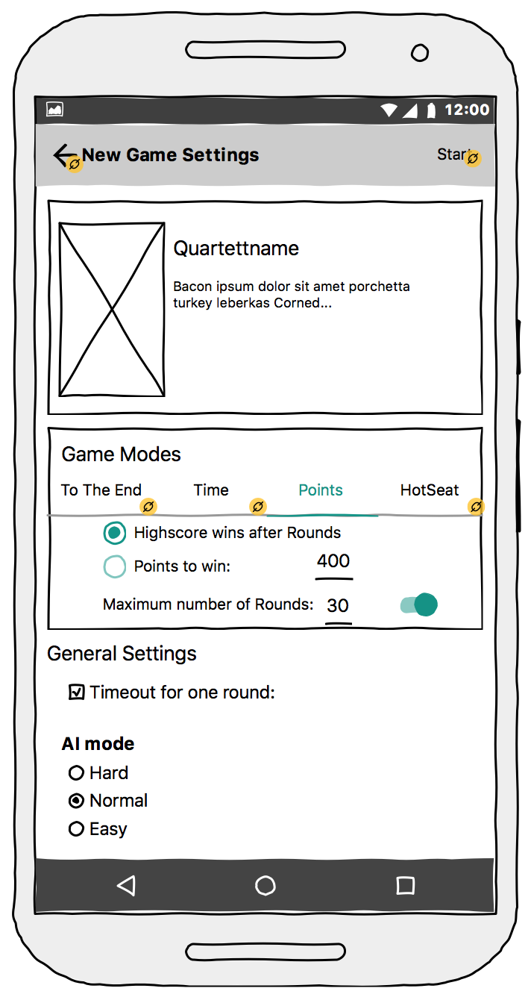 12:00
New Game Settings Start
Quartettname
Bacon ipsum dolor sit amet porchetta
turkey leberkas Corned...
Game Modes
To The End Time Points HotSeat
Highscore wins after Rounds
Points to win: 400
Maximum number of Rounds: 30
General Settings
Timeout for one round:
AI mode
Hard
Normal
Easy